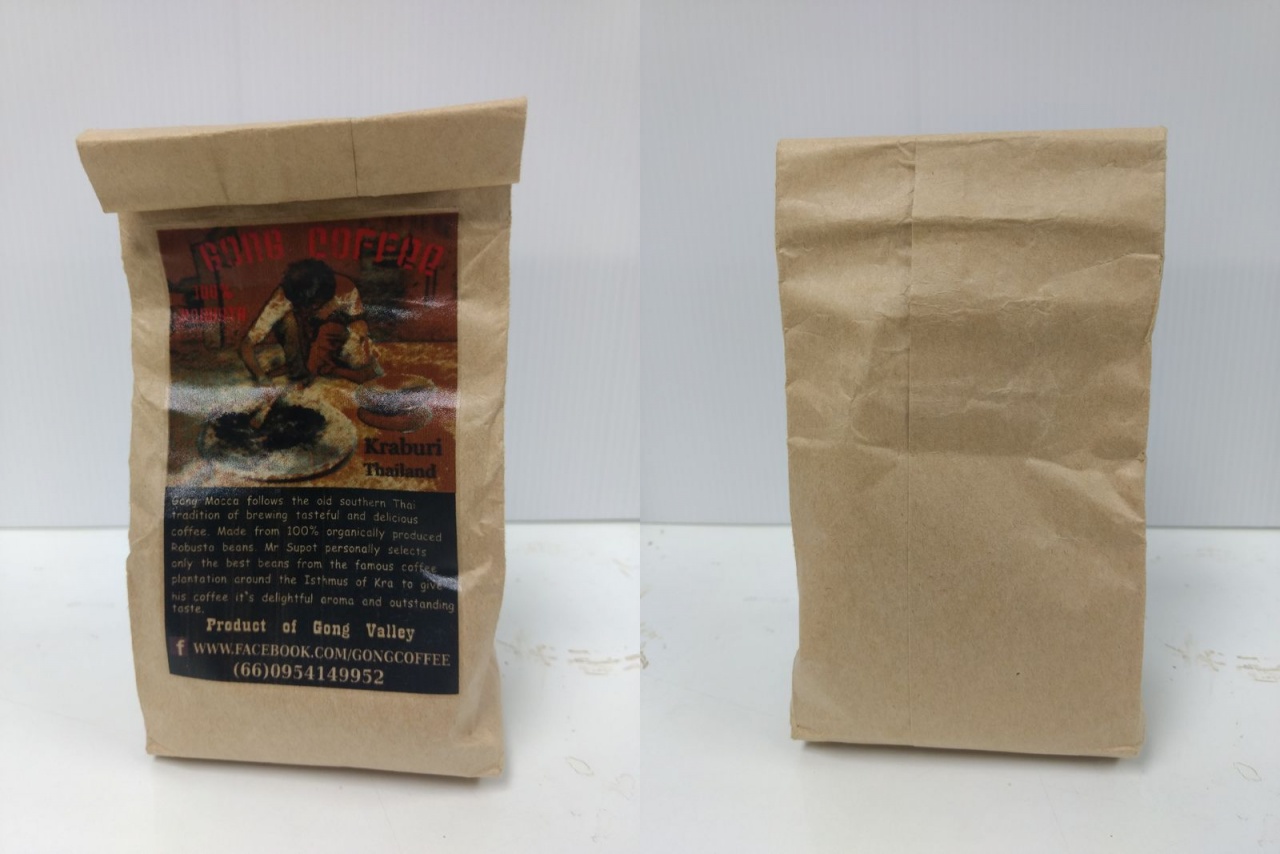 GONG COFFEE
100%
ROBUSTA
Kraburi
Thailand
Gong Mocca follows the old southern Thai
tradition of brewing tasteful and delicious
coffee. Made from 100% organically produced
Robusta beans. Mr Supot personally selects
only the best beans from the famous coffee
plantation around the Isthmus of Kra to give
his coffee it's delightful aroma and outstanding
taste.
Product of Gong Valley
f WWW.FACEBOOK.COM/GONGCOFFEE
(66)0954149952